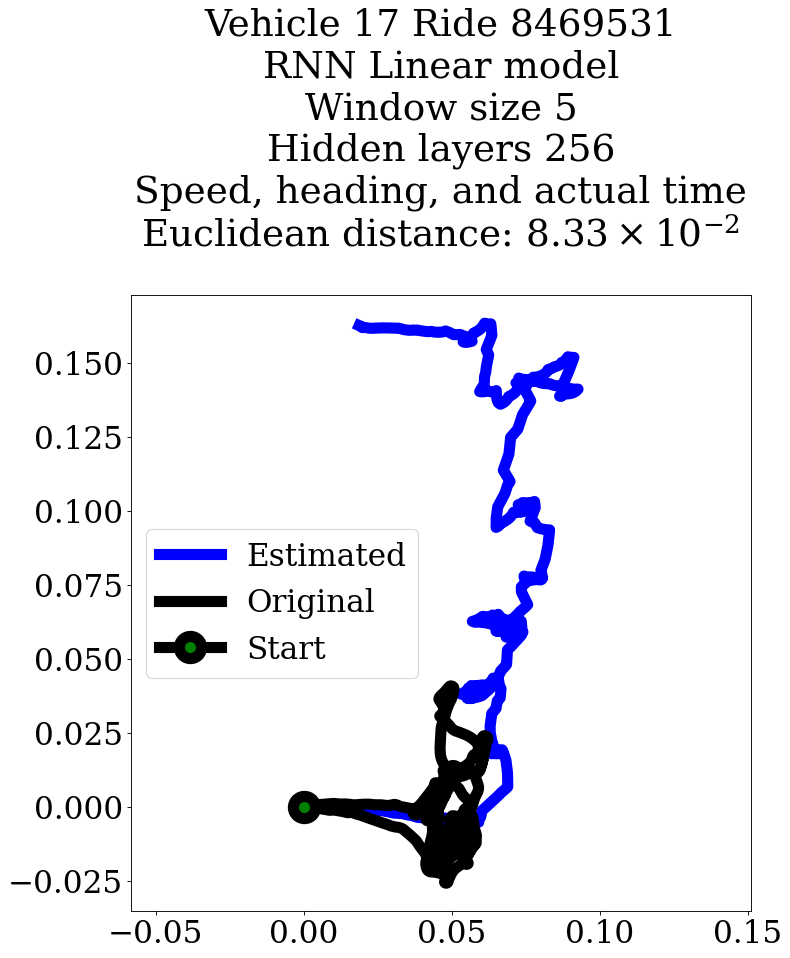 Vehicle 17 Ride 8469531
RNN Linear model
Window size 5
Hidden layers 256
Speed, heading, and actual time
Euclidean distance: 8.33 × 10⁻²
0.150
0.125
0.100
0.075
0.050
0.025
0.000
−0.025
Estimated
Original
Start
−0.05 0.00 0.05 0.10 0.15